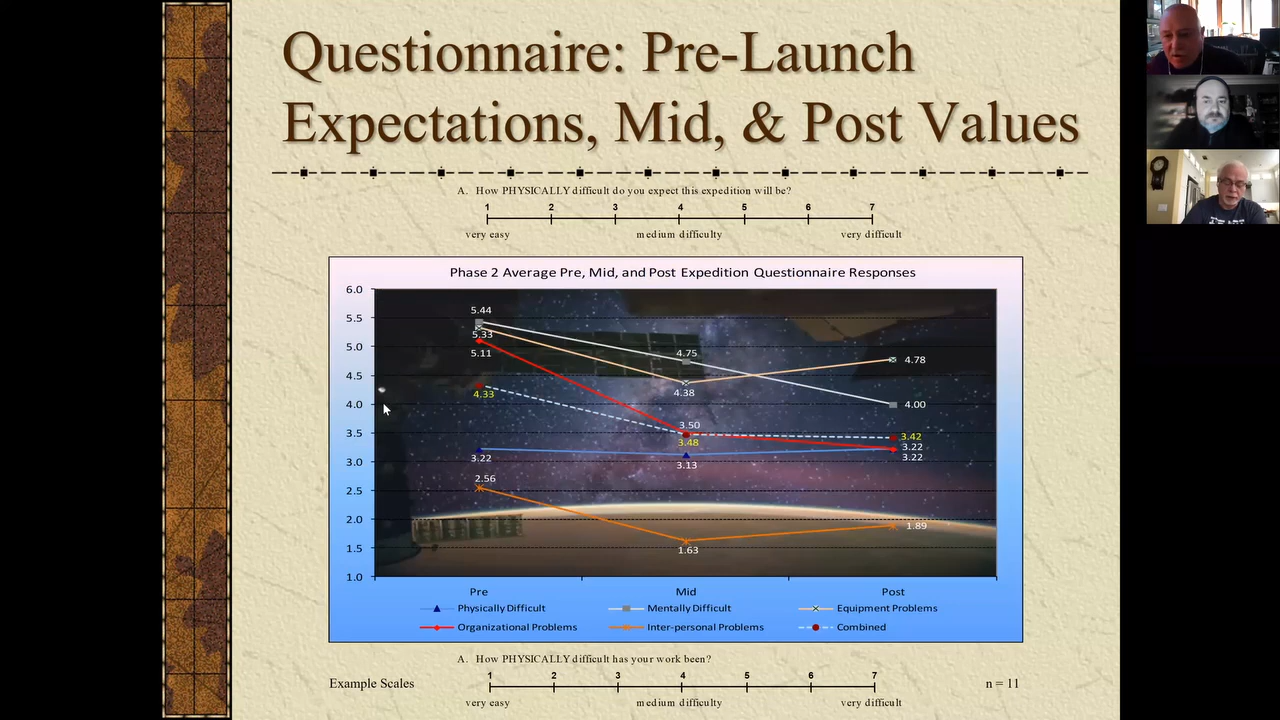 Questionnaire: Pre-Launch
Expectations, Mid, & Post Values
A. How PHYSICALLY difficult do you expect this expedition will be?
1 2 3 4 5 6 7
very easy medium difficulty very difficult
Phase 2 Average Pre, Mid, and Post Expedition Questionnaire Responses
6.0
5.5
5.0
4.5
4.0
3.5
3.0
2.5
2.0
1.5
1.0
5.44
5.33
5.11
4.33
3.22
2.56
4.75
4.38
3.50
3.48
3.13
1.63
4.78
4.00
3.42
3.22
3.22
1.89
Pre Mid Post
Physically Difficult Mentally Difficult Equipment Problems
Organizational Problems Inter-personal Problems Combined
A. How PHYSICALLY difficult has your work been?
1 2 3 4 5 6 7
Example Scales n = 11
very easy medium difficulty very difficult